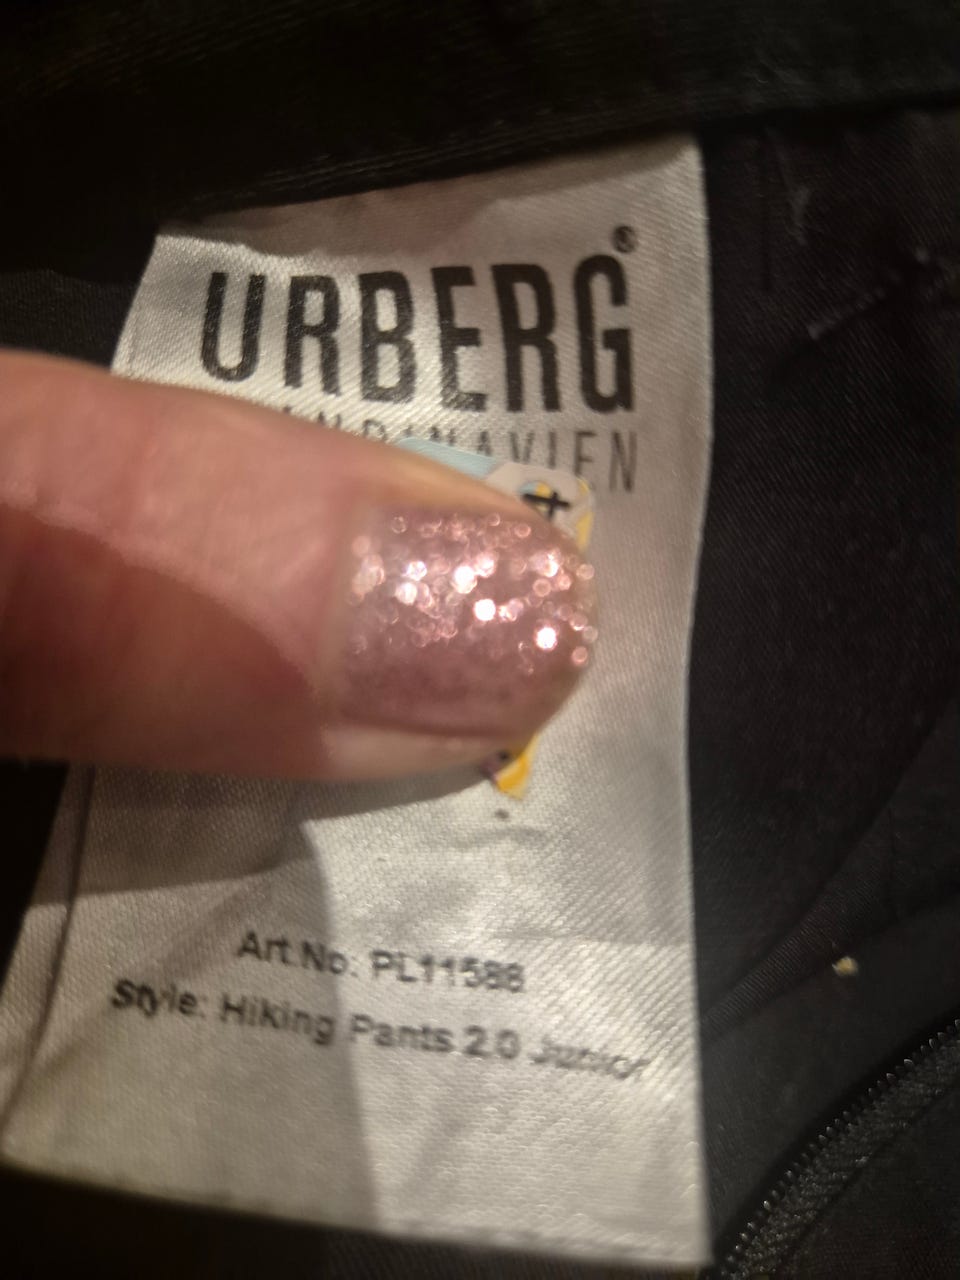 URBERG®
Art.No. PL11588
Style: Hiking Pants 2.0 Junior